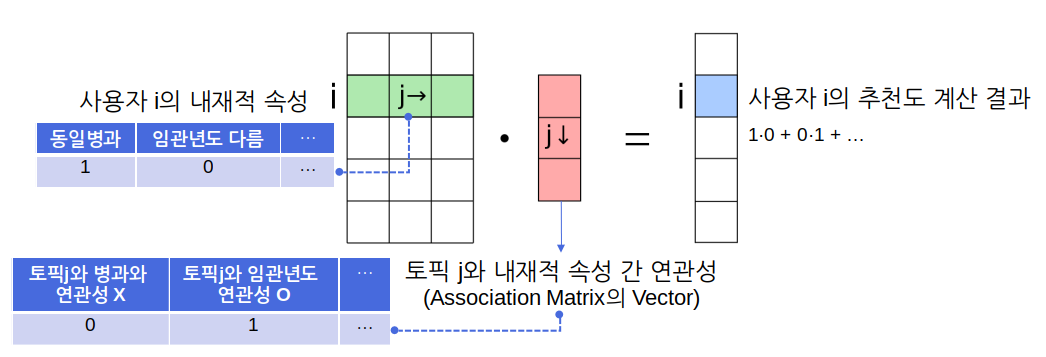 사용자 i의 내재적 속성
i
j→
동일병과
임관년도 다름
...
1
0
...
·
j↓
=
i
사용자 i의 추천도 계산 결과
1·0 + 0·1 + ...
토픽 j와 내재적 속성 간 연관성
(Association Matrix의 Vector)
토픽j와 병과와
연관성 X
토픽j와 임관년도
연관성 O
...
0
1
...